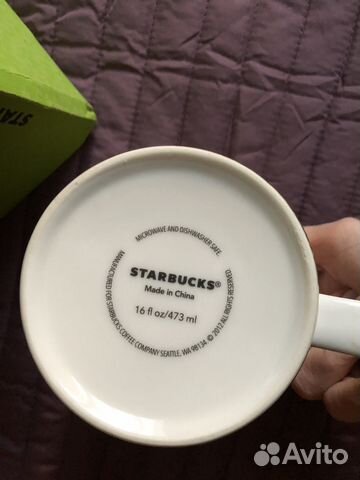 STA
MICROWAVE AND DISHWASHER SAFE.
STARBUCKS®
Made in China
16 fl oz/473 ml
MANUFACTURED FOR STARBUCKS COFFEE COMPANY SEATTLE, WA 98134 © 2012 ALL RIGHTS RESERVED.
Avito